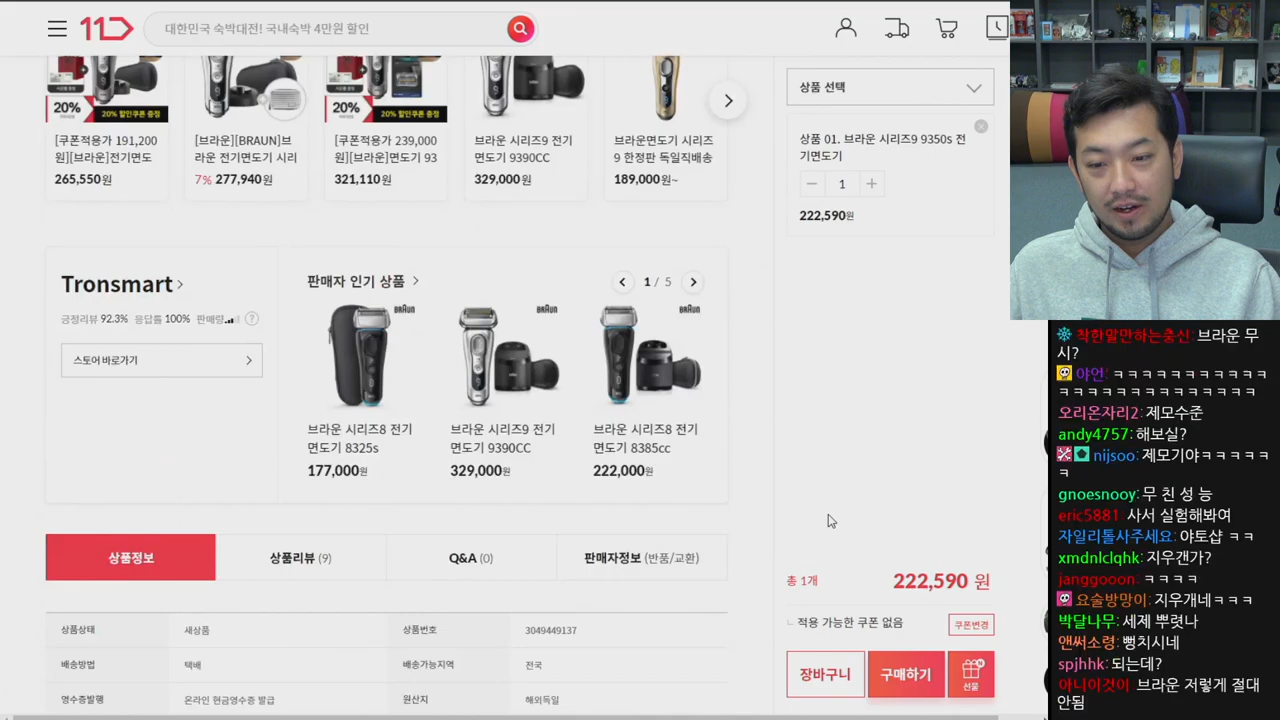 11
대한민국 숙박대전! 국내숙박 4만원 할인
20%
20% 할인쿠폰 증정
20%
20% 할인쿠폰 증정
[쿠폰적용가 191,200
원][브라운]전기면도
265,550원
[브라운][BRAUN]브
라운 전기면도기 시리
7% 277,940원
[쿠폰적용가 239,000
원][브라운]면도기 93
321,110원
브라운 시리즈9 전기
면도기 9390CC
329,000원
브라운면도기 시리즈
9 한정판 독일직배송
189,000원~
상품 선택
상품 01. 브라운 시리즈9 9350s 전
기면도기
1
222,590원
Tronsmart
긍정리뷰 92.3% 응답률 100% 판매량
스토어 바로가기
판매자 인기 상품
1 / 5
BRAUN
BRAUN
BRAUN
브라운 시리즈8 전기
면도기 8325s
177,000원
브라운 시리즈9 전기
면도기 9390CC
329,000원
브라운 시리즈8 전기
면도기 8385cc
222,000원
상품정보
상품리뷰 (9)
Q&A (0)
판매자정보 (반품/교환)
상품상태 새상품 상품번호 3049449137
배송방법 택배 배송가능지역 전국
영수증발행 온라인 현금영수증 발급 원산지 해외독일
총 1개 222,590 원
적용 가능한 쿠폰 없음
쿠폰변경
장바구니
구매하기
선물
착한말만하는충신: 브라운 무
시?
야언: ㅋㅋㅋㅋㅋㅋㅋㅋㅋㅋㅋ
ㅋㅋㅋㅋㅋㅋㅋㅋㅋㅋㅋㅋㅋㅋ
오리온자리2: 제모수준
andy4757: 해보실?
nijsoo: 제모기야ㅋㅋㅋㅋㅋ
ㅋ
gnoesnooy: 무 친 성 능
eric5881: 사서 실험해봐여
자일리톨사주세요: 야토샵 ㅋㅋ
xmdnlclqhk: 지우갠가?
janggooon: ㅋㅋㅋㅋ
요술방망이: 지우개네ㅋㅋㅋ
박달나무: 세제 뿌렷나
앤써소령: 뻥치시네
spjhhk: 되는데?
아니이것이: 브라운 저렇게 절대
안됨